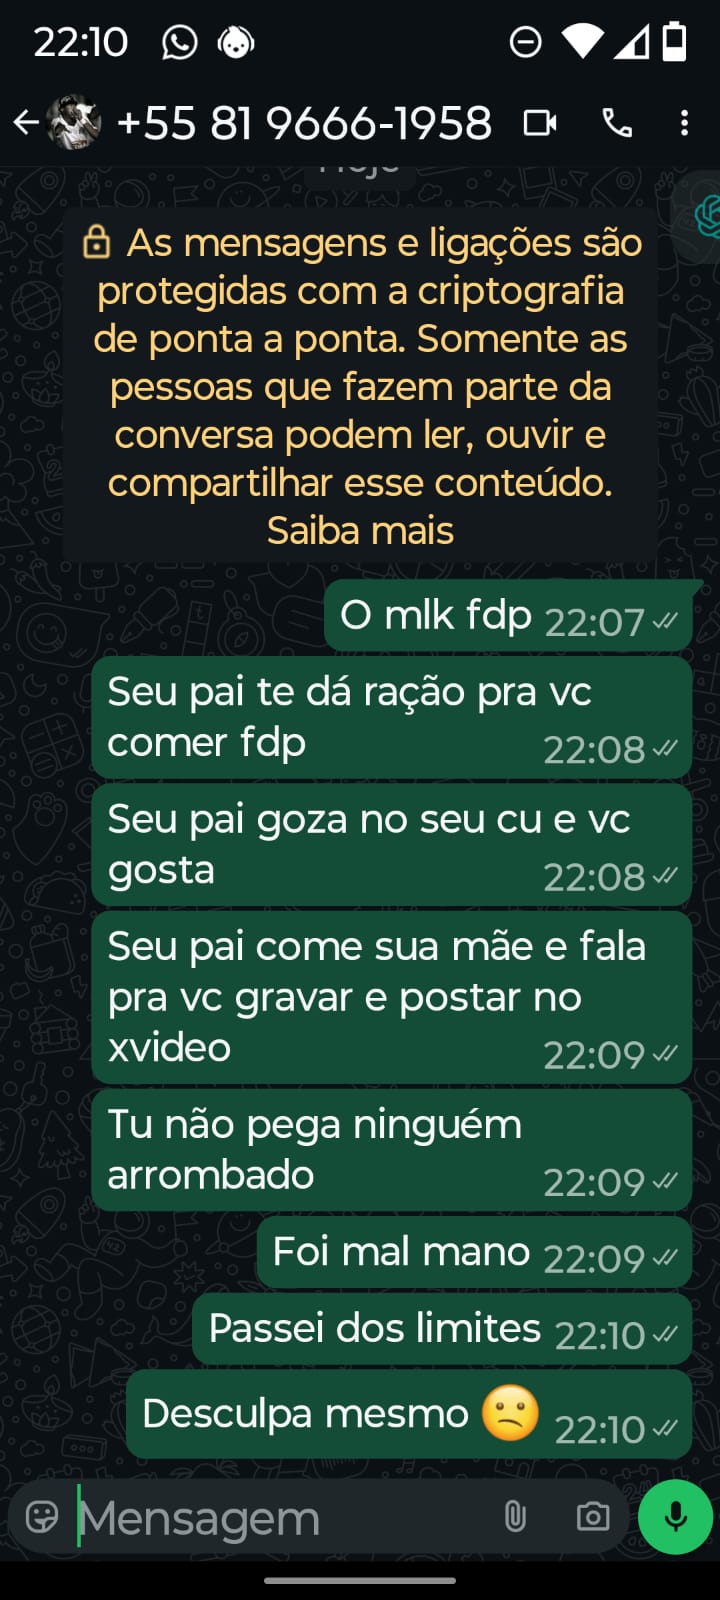 22:10
+55 81 9666-1958
Hoje
As mensagens e ligações são
protegidas com a criptografia
de ponta a ponta. Somente as
pessoas que fazem parte da
conversa podem ler, ouvir e
compartilhar esse conteúdo.
Saiba mais
O mlk fdp 22:07
Seu pai te dá ração pra vc
comer fdp 22:08
Seu pai goza no seu cu e vc
gosta 22:08
Seu pai come sua mãe e fala
pra vc gravar e postar no
xvideo 22:09
Tu não pega ninguém
arrombado 22:09
Foi mal mano 22:09
Passei dos limites 22:10
Desculpa mesmo 😕 22:10
Mensagem